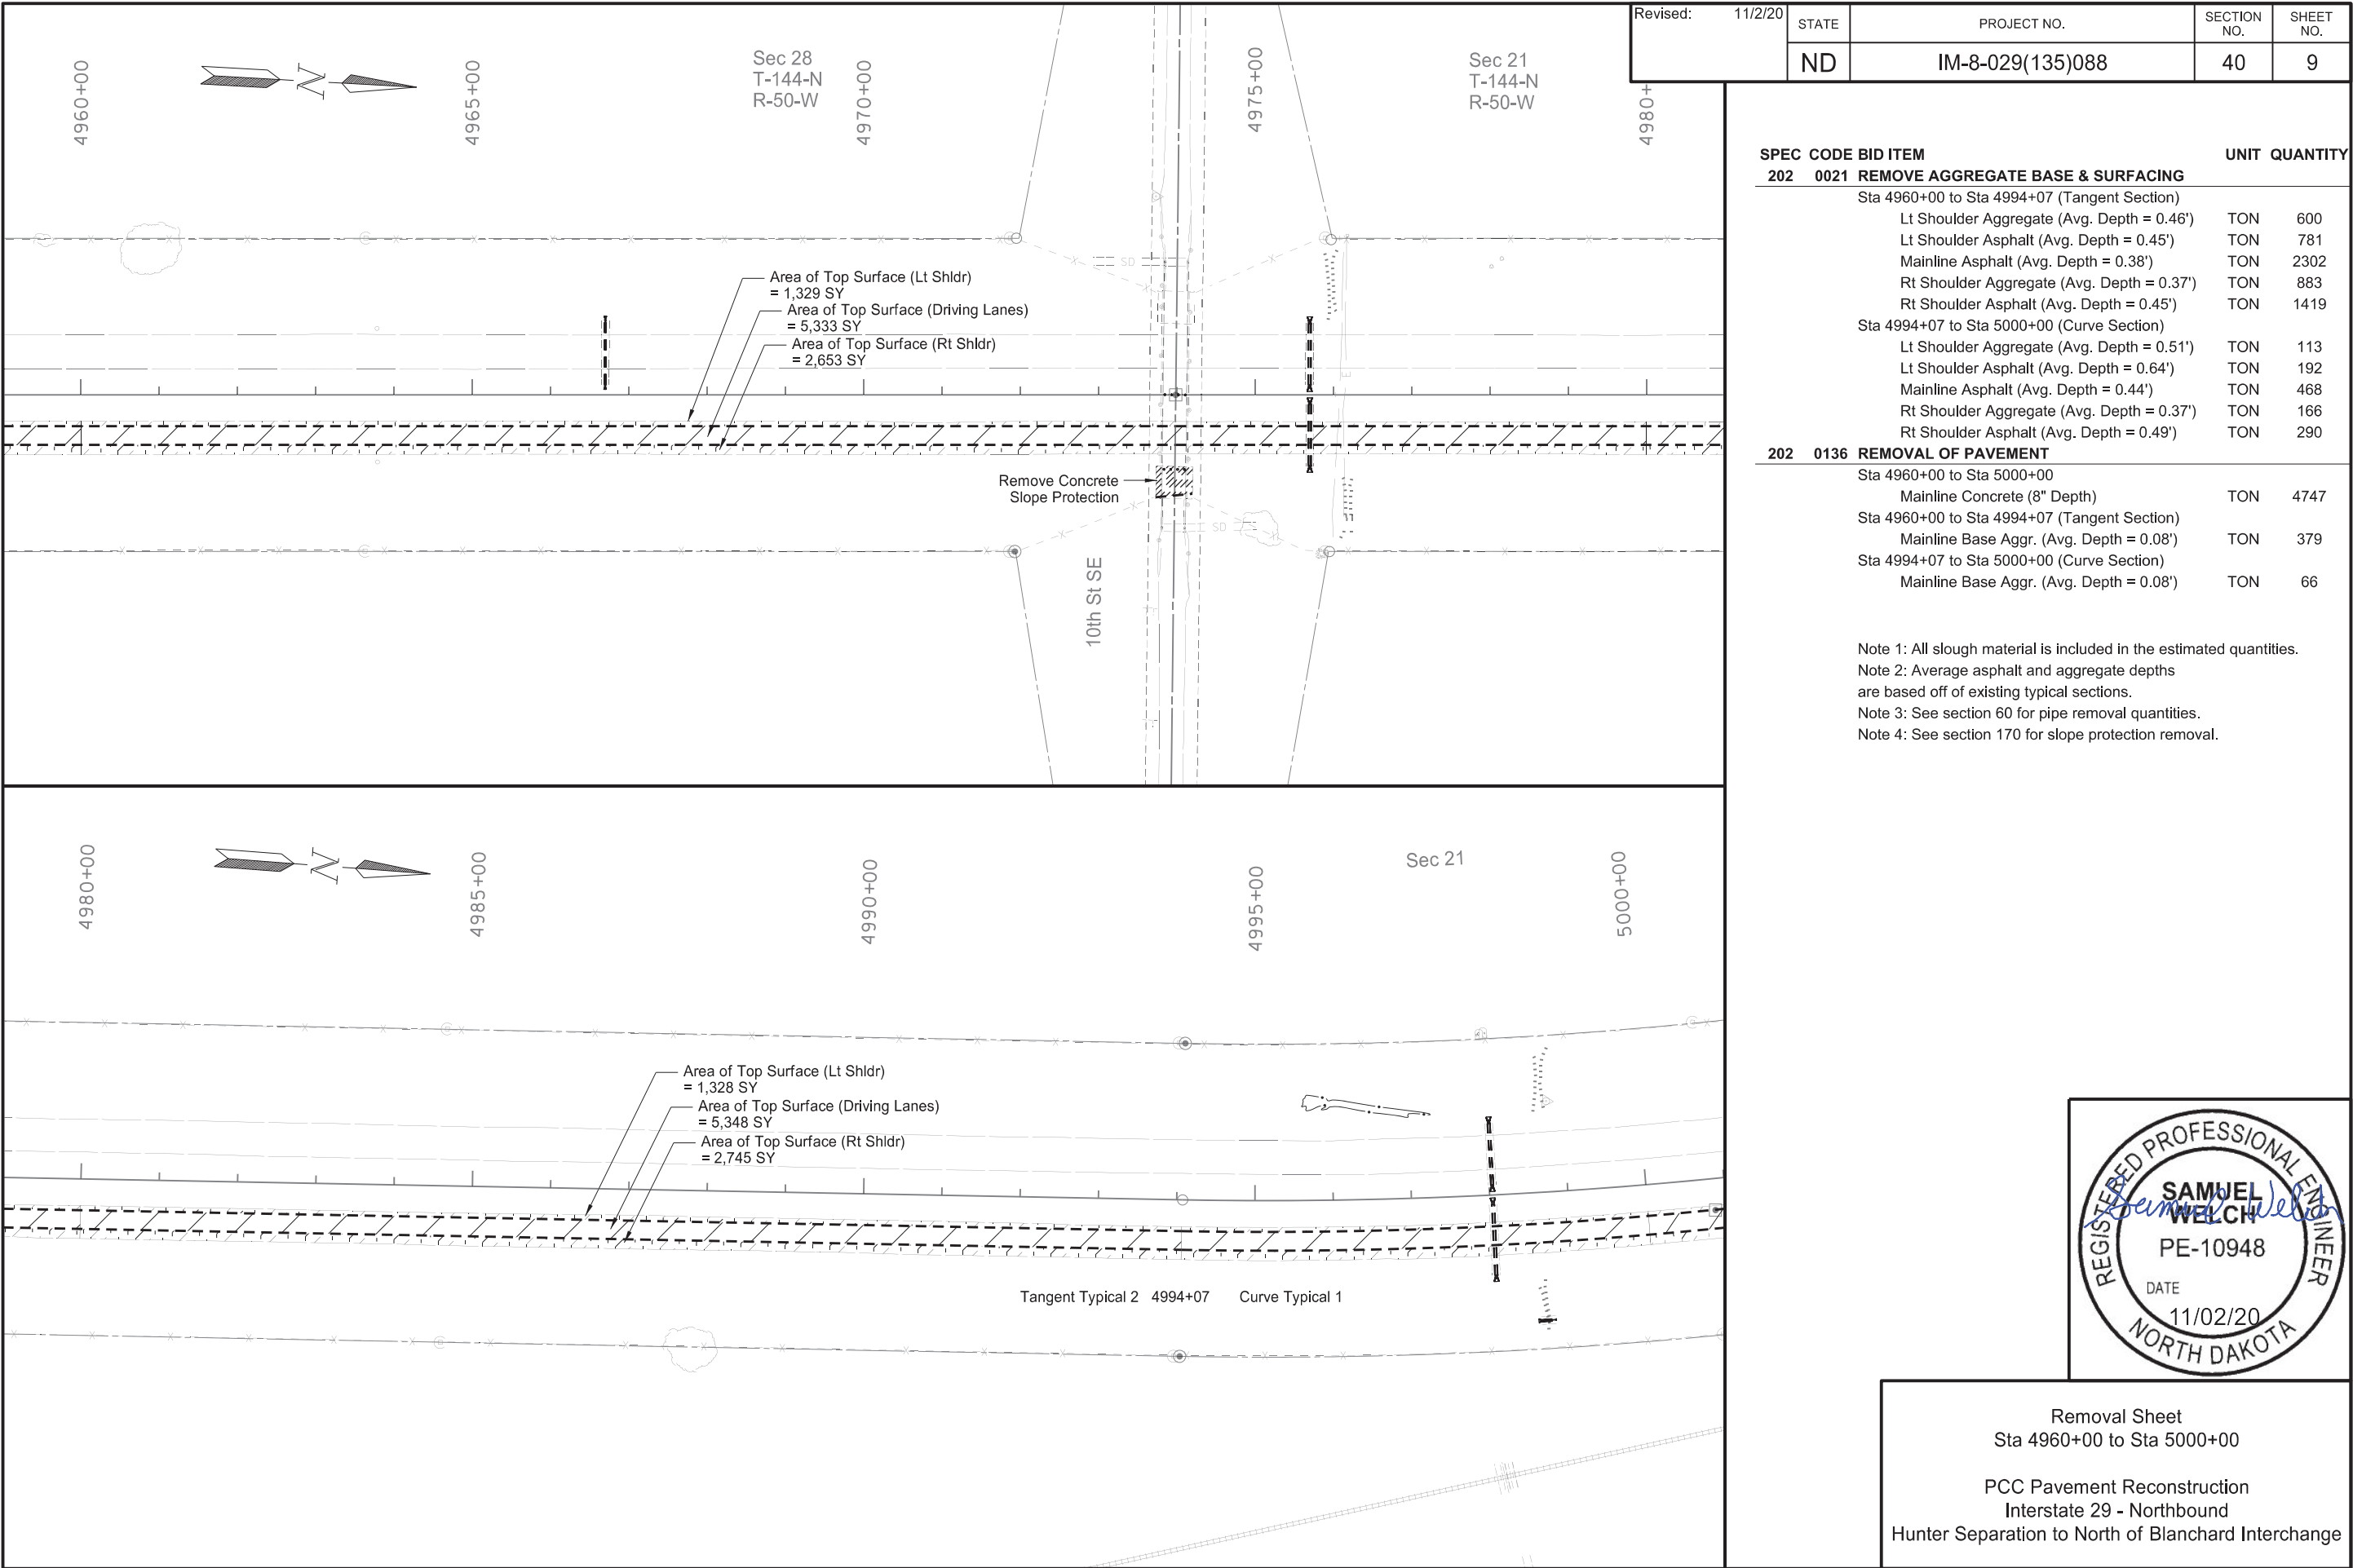 Revised: 11/2/20
STATE PROJECT NO. SECTION NO. SHEET NO.
ND IM-8-029(135)088 40 9
4960+00
4965+00
Sec 28
T-144-N
R-50-W
4970+00
4975+00
Sec 21
T-144-N
R-50-W
4980+
N
Area of Top Surface (Lt Shldr)
= 1,329 SY
Area of Top Surface (Driving Lanes)
= 5,333 SY
Area of Top Surface (Rt Shldr)
= 2,653 SY
SD
Remove Concrete
Slope Protection
SD
10th St SE
SPEC CODE BID ITEM UNIT QUANTITY
202 0021 REMOVE AGGREGATE BASE & SURFACING
Sta 4960+00 to Sta 4994+07 (Tangent Section)
Lt Shoulder Aggregate (Avg. Depth = 0.46') TON 600
Lt Shoulder Asphalt (Avg. Depth = 0.45') TON 781
Mainline Asphalt (Avg. Depth = 0.38') TON 2302
Rt Shoulder Aggregate (Avg. Depth = 0.37') TON 883
Rt Shoulder Asphalt (Avg. Depth = 0.45') TON 1419
Sta 4994+07 to Sta 5000+00 (Curve Section)
Lt Shoulder Aggregate (Avg. Depth = 0.51') TON 113
Lt Shoulder Asphalt (Avg. Depth = 0.64') TON 192
Mainline Asphalt (Avg. Depth = 0.44') TON 468
Rt Shoulder Aggregate (Avg. Depth = 0.37') TON 166
Rt Shoulder Asphalt (Avg. Depth = 0.49') TON 290
202 0136 REMOVAL OF PAVEMENT
Sta 4960+00 to Sta 5000+00
Mainline Concrete (8" Depth) TON 4747
Sta 4960+00 to Sta 4994+07 (Tangent Section)
Mainline Base Aggr. (Avg. Depth = 0.08') TON 379
Sta 4994+07 to Sta 5000+00 (Curve Section)
Mainline Base Aggr. (Avg. Depth = 0.08') TON 66
Note 1: All slough material is included in the estimated quantities.
Note 2: Average asphalt and aggregate depths
are based off of existing typical sections.
Note 3: See section 60 for pipe removal quantities.
Note 4: See section 170 for slope protection removal.
4980+00
N
4985+00
4990+00
4995+00
Sec 21
5000+00
Area of Top Surface (Lt Shldr)
= 1,328 SY
Area of Top Surface (Driving Lanes)
= 5,348 SY
Area of Top Surface (Rt Shldr)
= 2,745 SY
Tangent Typical 2 4994+07 Curve Typical 1
REGISTERED PROFESSIONAL ENGINEER
SAMUEL
WELCH
Samuel Welch
PE-10948
DATE
11/02/20
NORTH DAKOTA
Removal Sheet
Sta 4960+00 to Sta 5000+00
PCC Pavement Reconstruction
Interstate 29 - Northbound
Hunter Separation to North of Blanchard Interchange